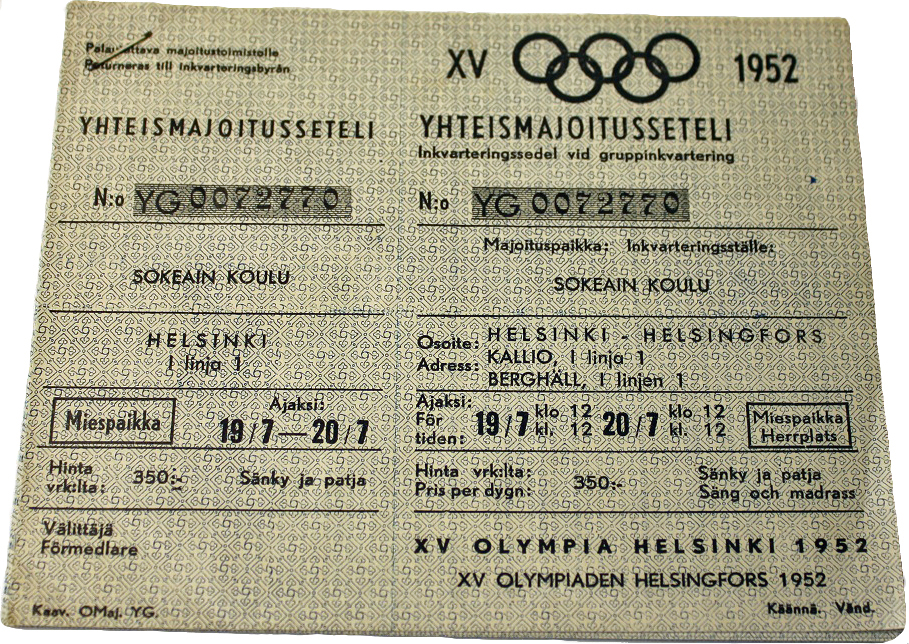 Palautettava majoitustoimistolle
Returneras till inkvarteringsbyrån
YHTEISMAJOITUSSETELI
N:o YG 0072770
SOKEAIN KOULU
HELSINKI
I linja 1
Miespaikka
Ajaksi:
19/7—20/7
Hinta
vrk:lta: 350:-
Sänky ja patja
Välittäjä
Förmedlare
Kaav. OMaj. YG.
XV 1952
YHTEISMAJOITUSSETELI
Inkvarteringssedel vid gruppinkvartering
N:o YG 0072770
Majoituspaikka: Inkvarteringsställe:
SOKEAIN KOULU
Osoite: HELSINKI - HELSINGFORS
Adress: KALLIO, I linja 1
BERGHÄLL, I linjen 1
Ajaksi:
För
tiden:
19/7 klo 12 20/7 klo 12
kl. 12 kl. 12
Miespaikka
Herrplats
Hinta vrk:lta:
Pris per dygn: 350:-
Sänky ja patja
Säng och madrass
XV OLYMPIA HELSINKI 1952
XV OLYMPIADEN HELSINGFORS 1952
Käännä. Vänd.